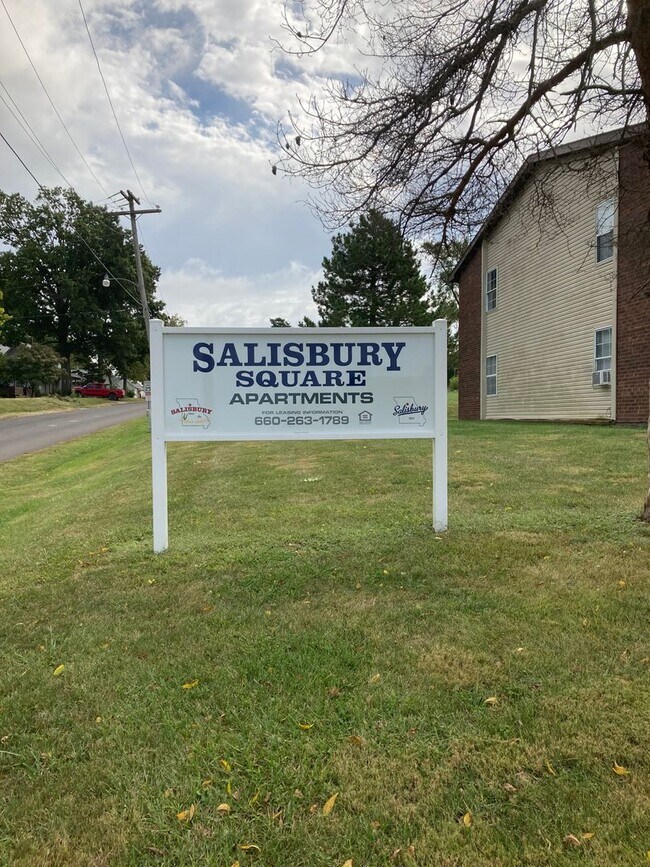 SALISBURY
SQUARE
APARTMENTS
FOR LEASING INFORMATION
660-263-1789
SALISBURY
Salisbury